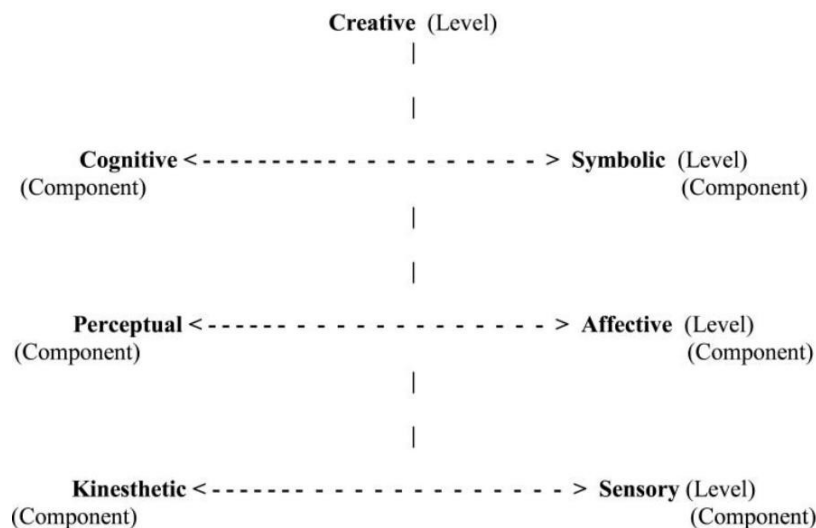 Creative (Level)
|
|
Cognitive < - - - - - - - - - - - - - - - - - - - - - > Symbolic (Level)
(Component) (Component)
|
|
Perceptual < - - - - - - - - - - - - - - - - - - - - - > Affective (Level)
(Component) (Component)
|
|
Kinesthetic < - - - - - - - - - - - - - - - - - - - - - > Sensory (Level)
(Component) (Component)